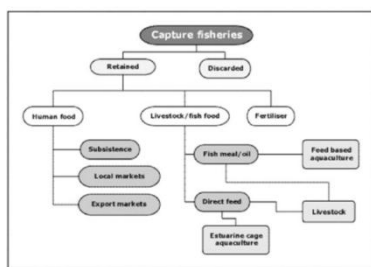 Capture fisheries
Retained
Discarded
Human food
Livestock/fish food
Fertiliser
Subsistence
Local markets
Export markets
Fish meal/oil
Feed based
aquaculture
Direct feed
Livestock
Estuarine cage
aquaculture